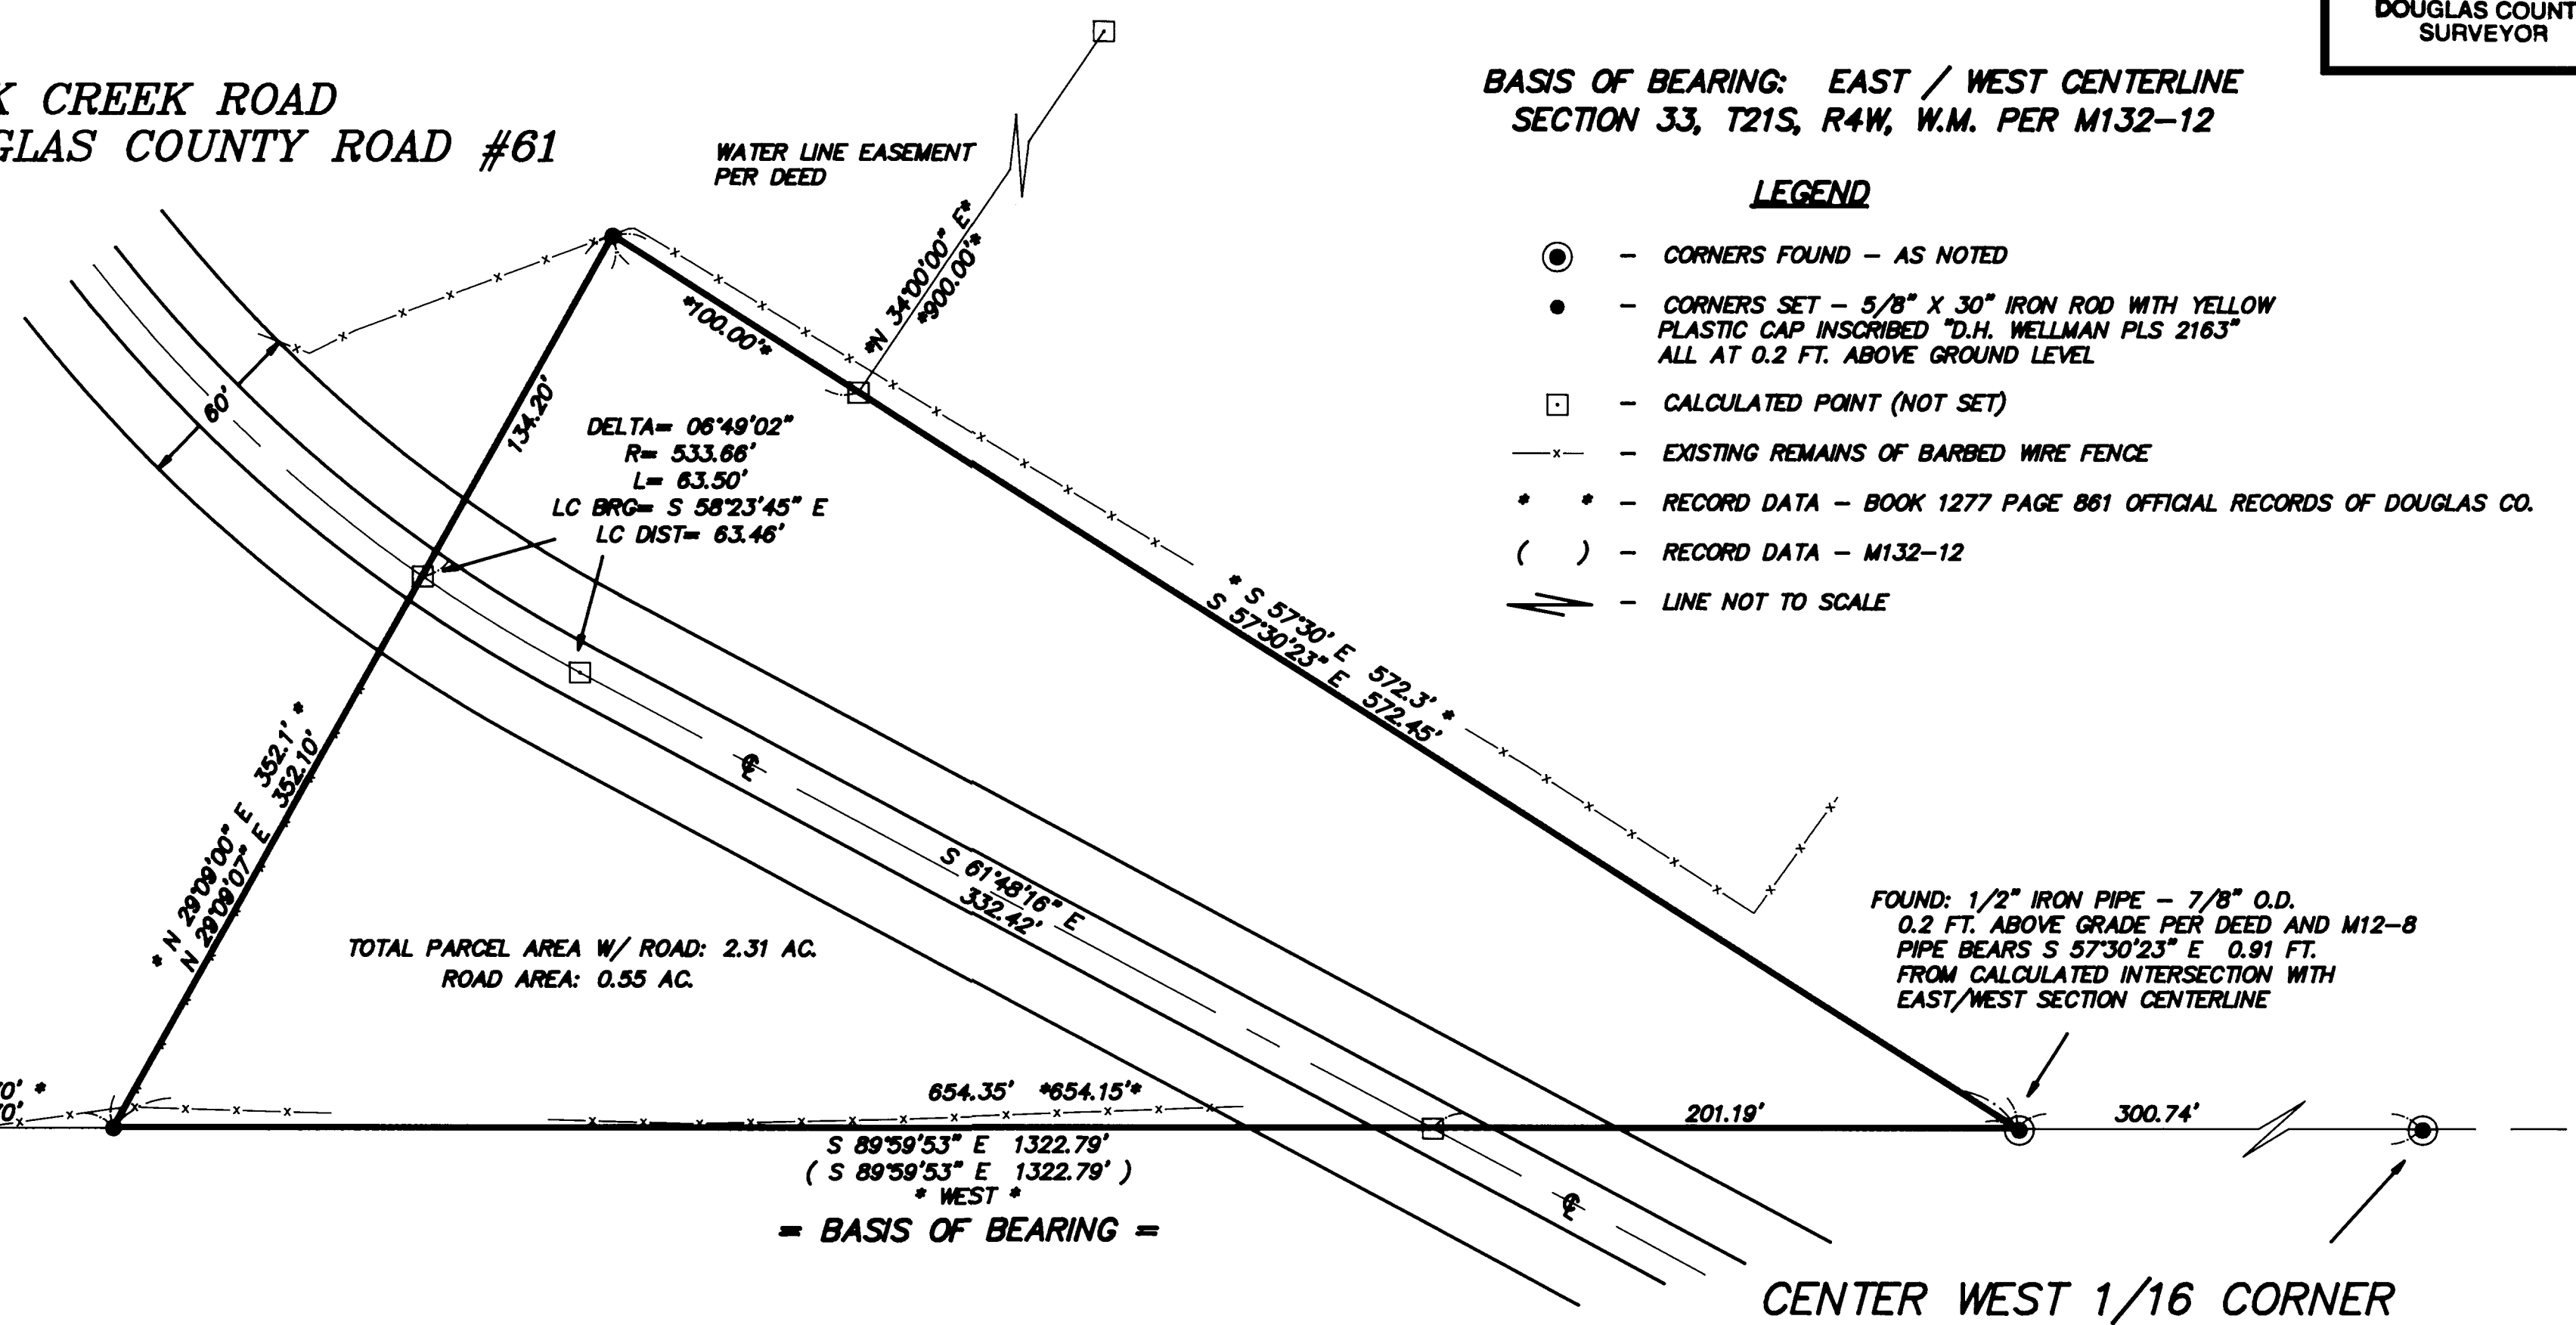 DOUGLAS COUNT
SURVEYOR
K CREEK ROAD
GLAS COUNTY ROAD #61
WATER LINE EASEMENT
PER DEED
BASIS OF BEARING: EAST / WEST CENTERLINE
SECTION 33, T21S, R4W, W.M. PER M132-12
LEGEND
- CORNERS FOUND - AS NOTED
- CORNERS SET - 5/8" X 30" IRON ROD WITH YELLOW
PLASTIC CAP INSCRIBED "D.H. WELLMAN PLS 2163"
ALL AT 0.2 FT. ABOVE GROUND LEVEL
- CALCULATED POINT (NOT SET)
—x— - EXISTING REMAINS OF BARBED WIRE FENCE
* * - RECORD DATA - BOOK 1277 PAGE 861 OFFICIAL RECORDS OF DOUGLAS CO.
( ) - RECORD DATA - M132-12
- LINE NOT TO SCALE
*N 34°00'00" E*
*900.00'*
*100.00'*
134.20'
60'
DELTA= 06°49'02"
R= 533.66'
L= 63.50'
LC BRG= S 58°23'45" E
LC DIST= 63.46'
* S 57°30' E 572.3' *
S 57°30'23" E 572.45'
* N 29°09'00" E 352.1' *
N 29°09'07" E 352.10'
℄
S 61°48'16" E
332.42'
TOTAL PARCEL AREA W/ ROAD: 2.31 AC.
ROAD AREA: 0.55 AC.
FOUND: 1/2" IRON PIPE - 7/8" O.D.
0.2 FT. ABOVE GRADE PER DEED AND M12-8
PIPE BEARS S 57°30'23" E 0.91 FT.
FROM CALCULATED INTERSECTION WITH
EAST/WEST SECTION CENTERLINE
0' *
0'
654.35' *654.15'*
201.19'
300.74'
S 89°59'53" E 1322.79'
( S 89°59'53" E 1322.79' )
* WEST *
= BASIS OF BEARING =
℄
CENTER WEST 1/16 CORNER